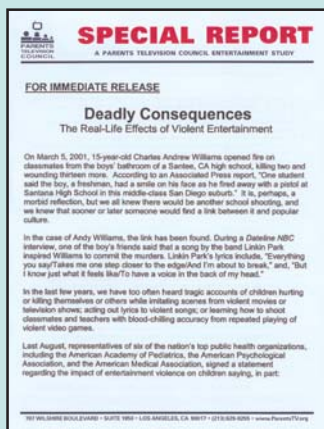 PARENTS
TELEVISION
COUNCIL
SPECIAL REPORT
A PARENTS TELEVISION COUNCIL ENTERTAINMENT STUDY
FOR IMMEDIATE RELEASE
Deadly Consequences
The Real-Life Effects of Violent Entertainment
On March 5, 2001, 15-year-old Charles Andrew Williams opened fire on
classmates from the boys' bathroom of a Santee, CA high school, killing two and
wounding thirteen more. According to an Associated Press report, "One student
said the boy, a freshman, had a smile on his face as he fired away with a pistol at
Santana High School in this middle-class San Diego suburb." It is, perhaps, a
morbid reflection, but we all knew there would be another school shooting, and
we knew that sooner or later someone would find a link between it and popular
culture.
In the case of Andy Williams, the link has been found. During a Dateline NBC
interview, one of the boy's friends said that a song by the band Linkin Park
inspired Williams to commit the murders. Linkin Park's lyrics include, "Everything
you say/Takes me one step closer to the edge/And I'm about to break," and, "But
I know just what it feels like/To have a voice in the back of my head."
In the last few years, we have too often heard tragic accounts of children hurting
or killing themselves or others while imitating scenes from violent movies or
television shows; acting out lyrics to violent songs; or learning how to shoot
classmates and teachers with blood-chilling accuracy from repeated playing of
violent video games.
Last August, representatives of six of the nation's top public health organizations,
including the American Academy of Pediatrics, the American Psychological
Association, and the American Medical Association, signed a statement
regarding the impact of entertainment violence on children saying, in part:
707 WILSHIRE BOULEVARD • SUITE 1950 • LOS ANGELES, CA 90017 • (213) 629-9255 • www.ParentsTV.org